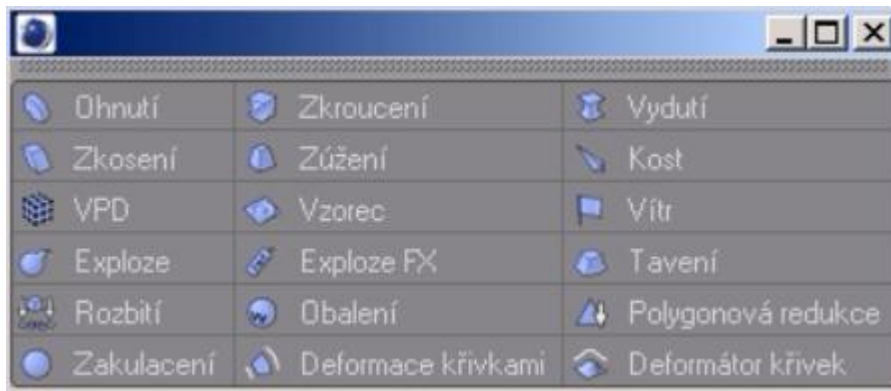 Ohnutí Zkroucení Vydutí
Zkosení Zúžení Kost
VPD Vzorec Vítr
Exploze Exploze FX Tavení
Rozbití Obalení Polygonová redukce
Zakulacení Deformace křivkami Deformátor křivek